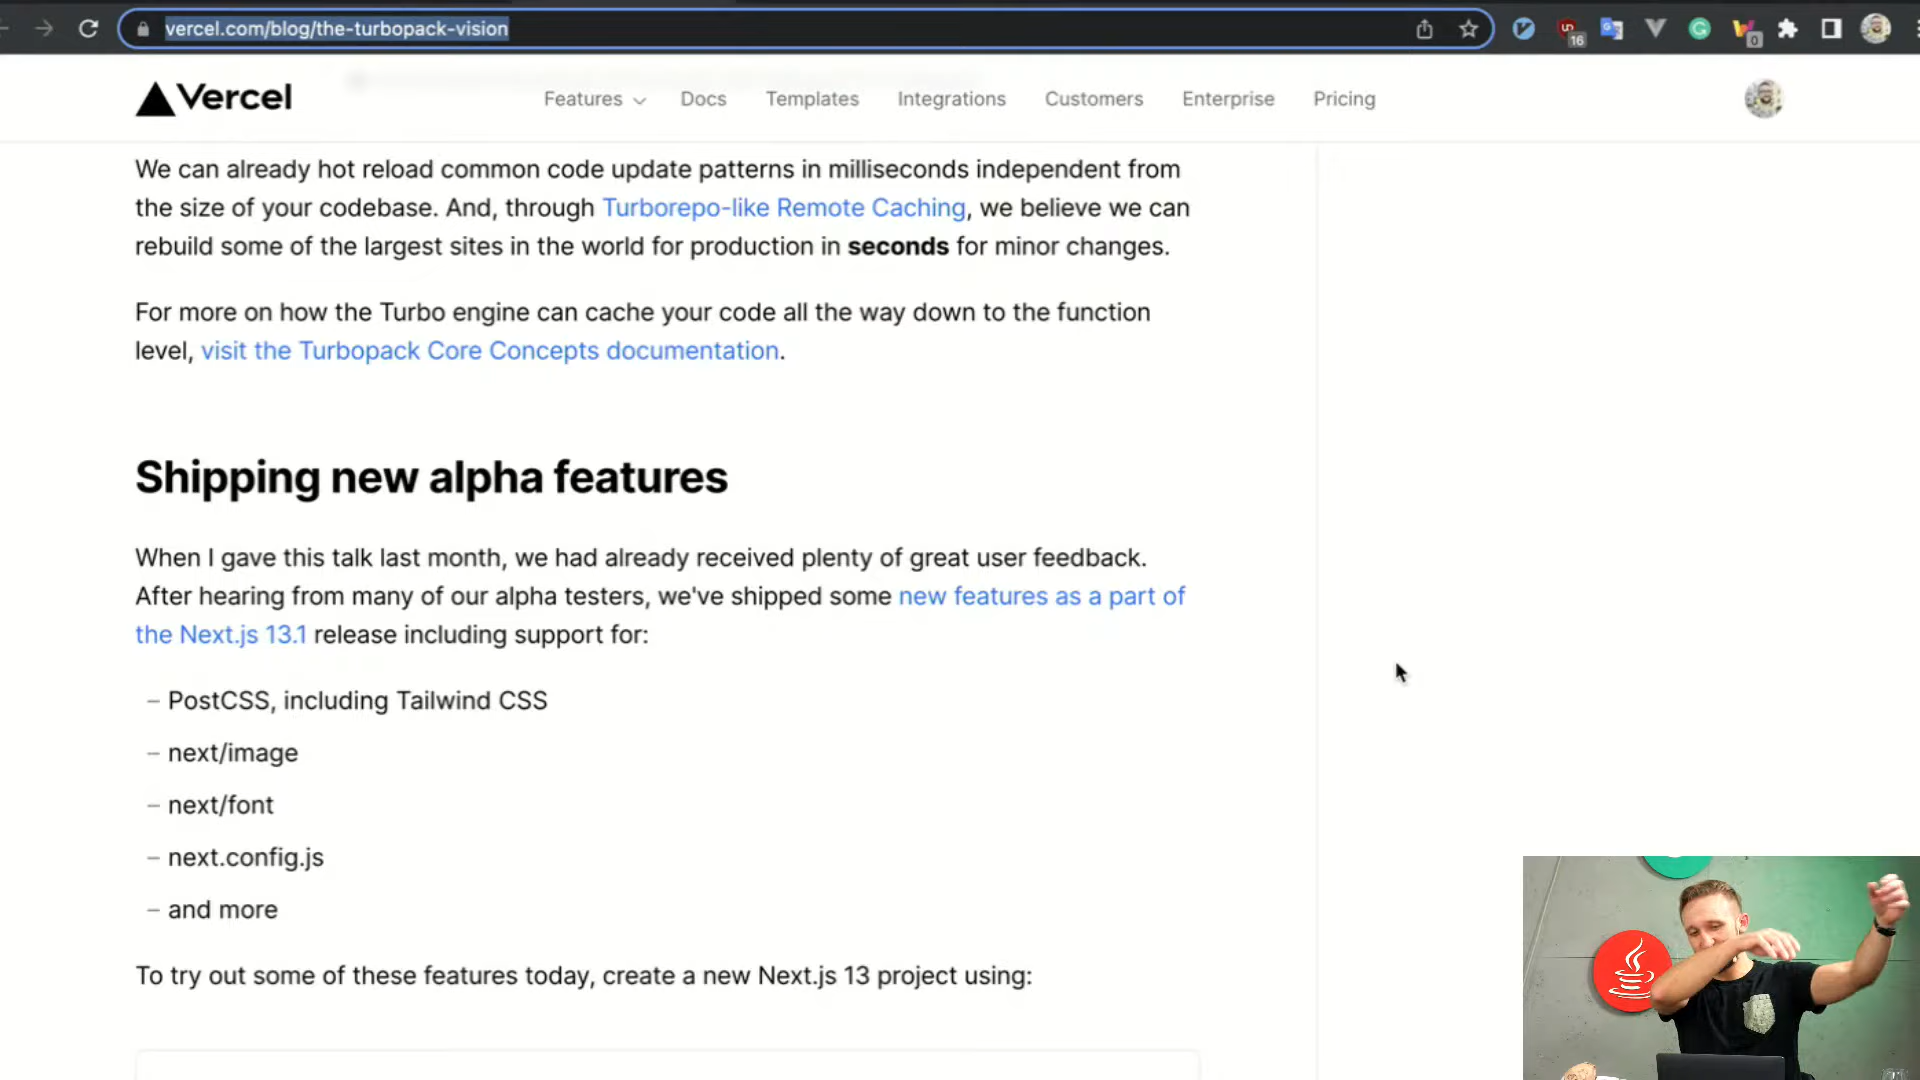 vercel.com/blog/the-turbopack-vision
16
0
Vercel
Features Docs Templates Integrations Customers Enterprise Pricing
We can already hot reload common code update patterns in milliseconds independent from
the size of your codebase. And, through Turborepo-like Remote Caching, we believe we can
rebuild some of the largest sites in the world for production in seconds for minor changes.
For more on how the Turbo engine can cache your code all the way down to the function
level, visit the Turbopack Core Concepts documentation.
Shipping new alpha features
When I gave this talk last month, we had already received plenty of great user feedback.
After hearing from many of our alpha testers, we've shipped some new features as a part of
the Next.js 13.1 release including support for:
– PostCSS, including Tailwind CSS
– next/image
– next/font
– next.config.js
– and more
To try out some of these features today, create a new Next.js 13 project using: